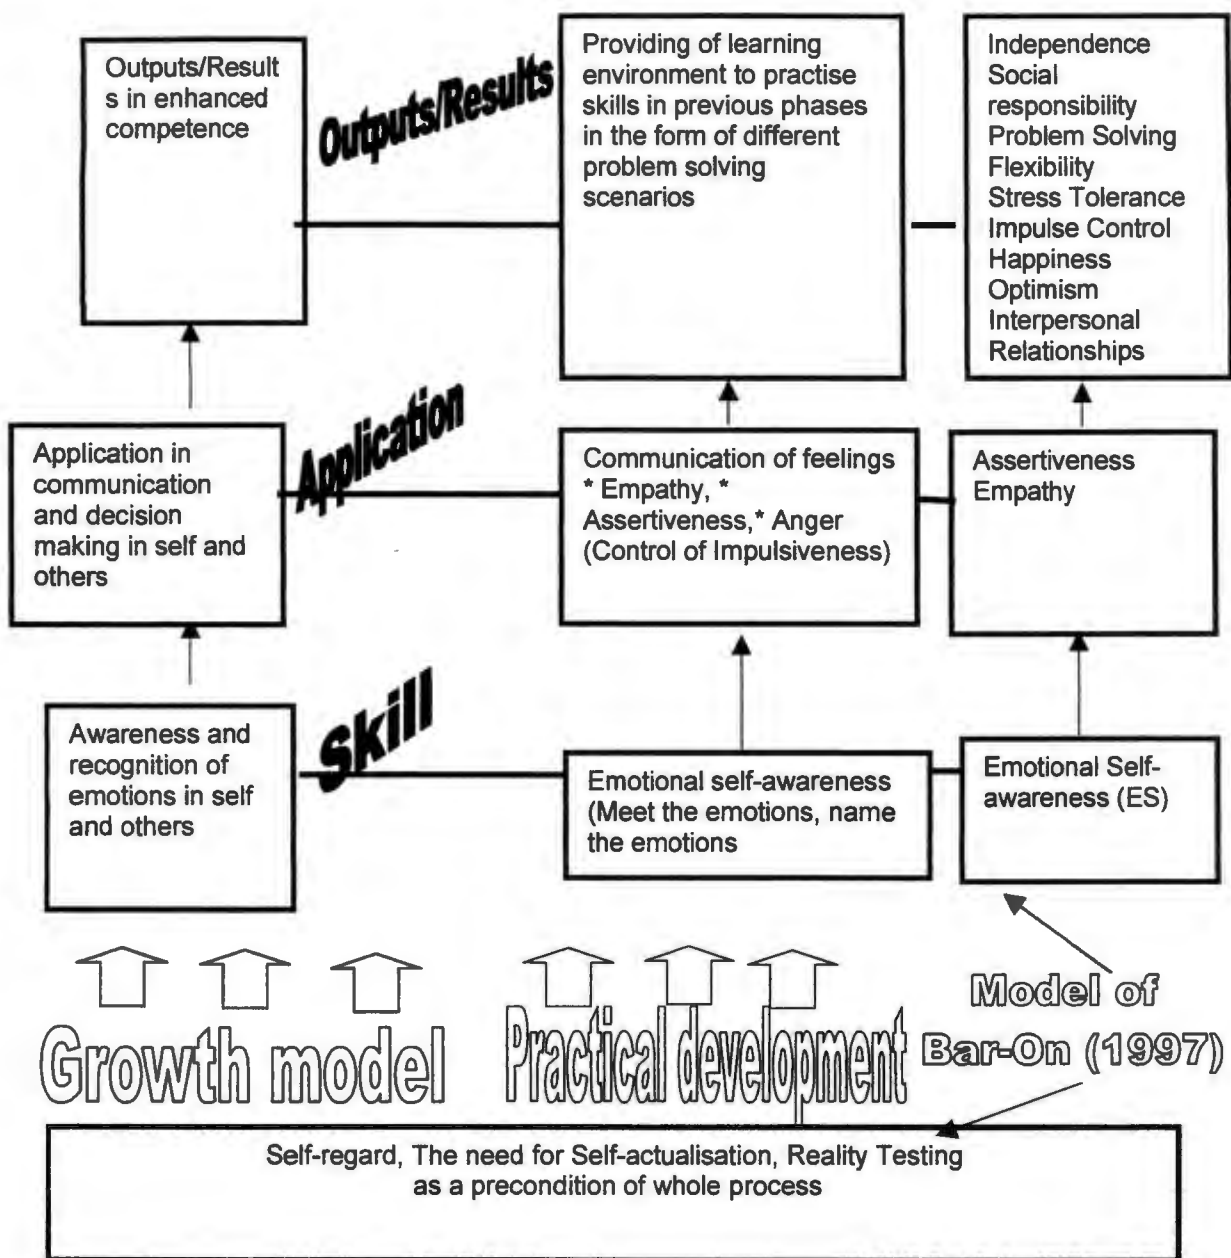 Outputs/Result
s in enhanced
competence
Outputs/Results
Providing of learning
environment to practise
skills in previous phases
in the form of different
problem solving
scenarios
Independence
Social
responsibility
Problem Solving
Flexibility
Stress Tolerance
Impulse Control
Happiness
Optimism
Interpersonal
Relationships
Application in
communication
and decision
making in self and
others
Application
Communication of feelings
* Empathy, *
Assertiveness,* Anger
(Control of Impulsiveness)
Assertiveness
Empathy
Awareness and
recognition of
emotions in self
and others
Skill
Emotional self-awareness
(Meet the emotions, name
the emotions
Emotional Self-
awareness (ES)
Growth model
Practical development
Model of
Bar-On (1997)
Self-regard, The need for Self-actualisation, Reality Testing
as a precondition of whole process